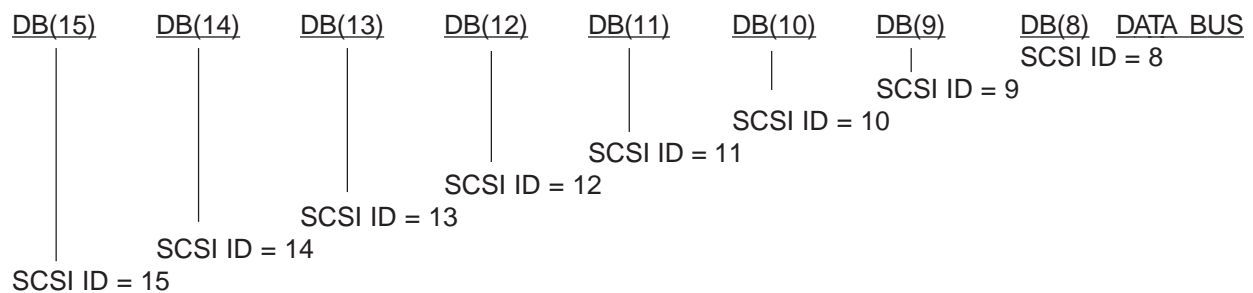 DB(15) DB(14) DB(13) DB(12) DB(11) DB(10) DB(9) DB(8) DATA BUS
SCSI ID = 8
SCSI ID = 9
SCSI ID = 10
SCSI ID = 11
SCSI ID = 12
SCSI ID = 13
SCSI ID = 14
SCSI ID = 15